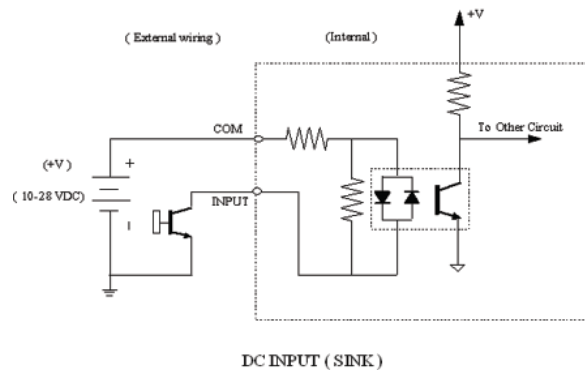 +V
( External wiring )
(Internal )
COM
To Other Circuit
(+V)
+
( 10-28 VDC)
INPUT
DC INPUT ( SINK )